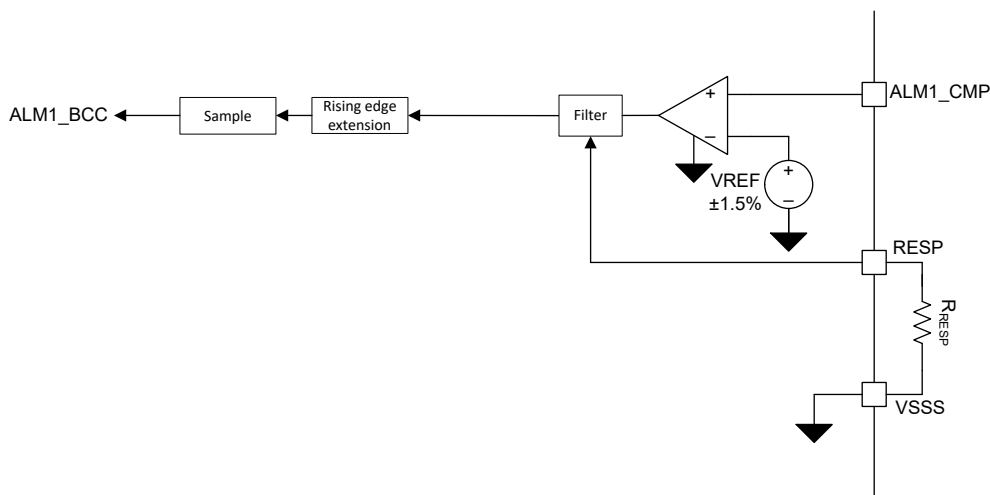 ALM1_CMP
ALM1_BCC
Sample
Rising edge
extension
Filter
+
−
VREF
±1.5%
+
−
RESP
RRESP
VSSS